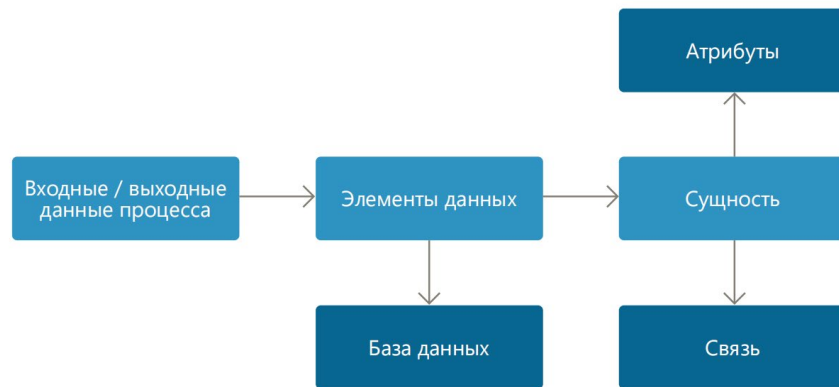 Атрибуты
Входные / выходные
данные процесса
Элементы данных
Сущность
База данных
Связь